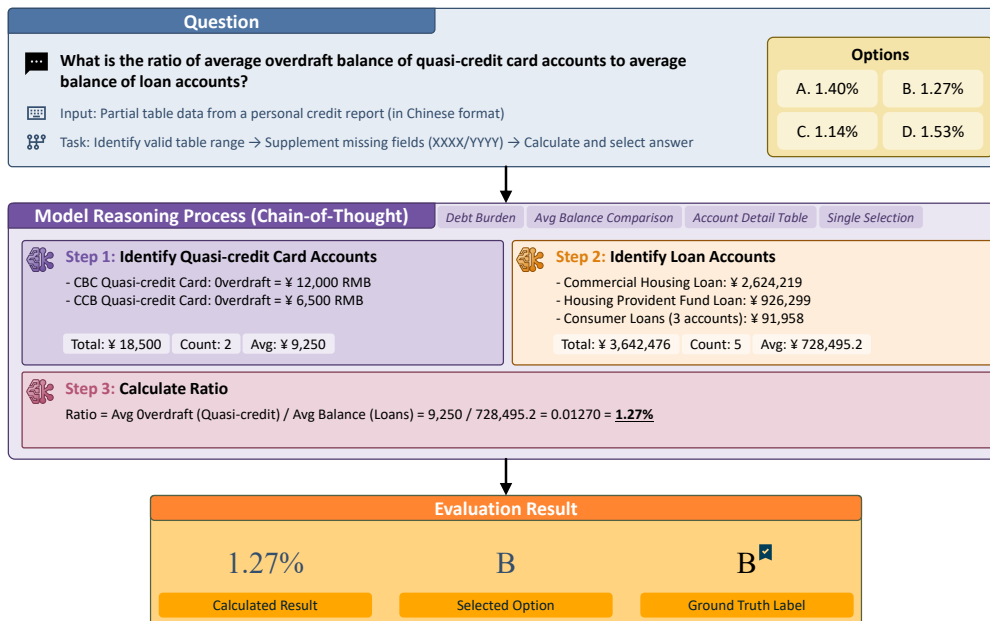 Question
What is the ratio of average overdraft balance of quasi-credit card accounts to average
balance of loan accounts?
Input: Partial table data from a personal credit report (in Chinese format)
Task: Identify valid table range → Supplement missing fields (XXXX/YYYY) → Calculate and select answer
Options
A. 1.40%
B. 1.27%
C. 1.14%
D. 1.53%
Model Reasoning Process (Chain-of-Thought)
Debt Burden
Avg Balance Comparison
Account Detail Table
Single Selection
Step 1: Identify Quasi-credit Card Accounts
- CBC Quasi-credit Card: 0verdraft = ¥ 12,000 RMB
- CCB Quasi-credit Card: 0verdraft = ¥ 6,500 RMB
Total: ¥ 18,500
Count: 2
Avg: ¥ 9,250
Step 2: Identify Loan Accounts
- Commercial Housing Loan: ¥ 2,624,219
- Housing Provident Fund Loan: ¥ 926,299
- Consumer Loans (3 accounts): ¥ 91,958
Total: ¥ 3,642,476
Count: 5
Avg: ¥ 728,495.2
Step 3: Calculate Ratio
Ratio = Avg 0verdraft (Quasi-credit) / Avg Balance (Loans) = 9,250 / 728,495.2 = 0.01270 = 1.27%
Evaluation Result
1.27%
B
B
Calculated Result
Selected Option
Ground Truth Label